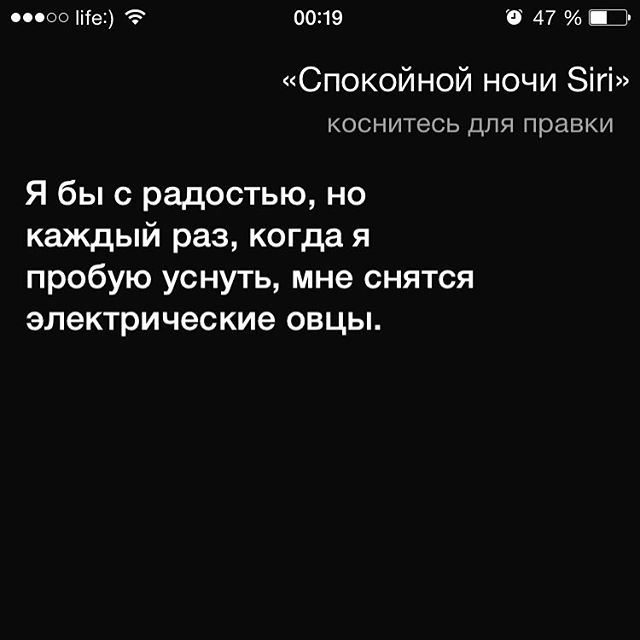 life:) 00:19 47 %
«Спокойной ночи Siri»
коснитесь для правки
Я бы с радостью, но
каждый раз, когда я
пробую уснуть, мне снятся
электрические овцы.